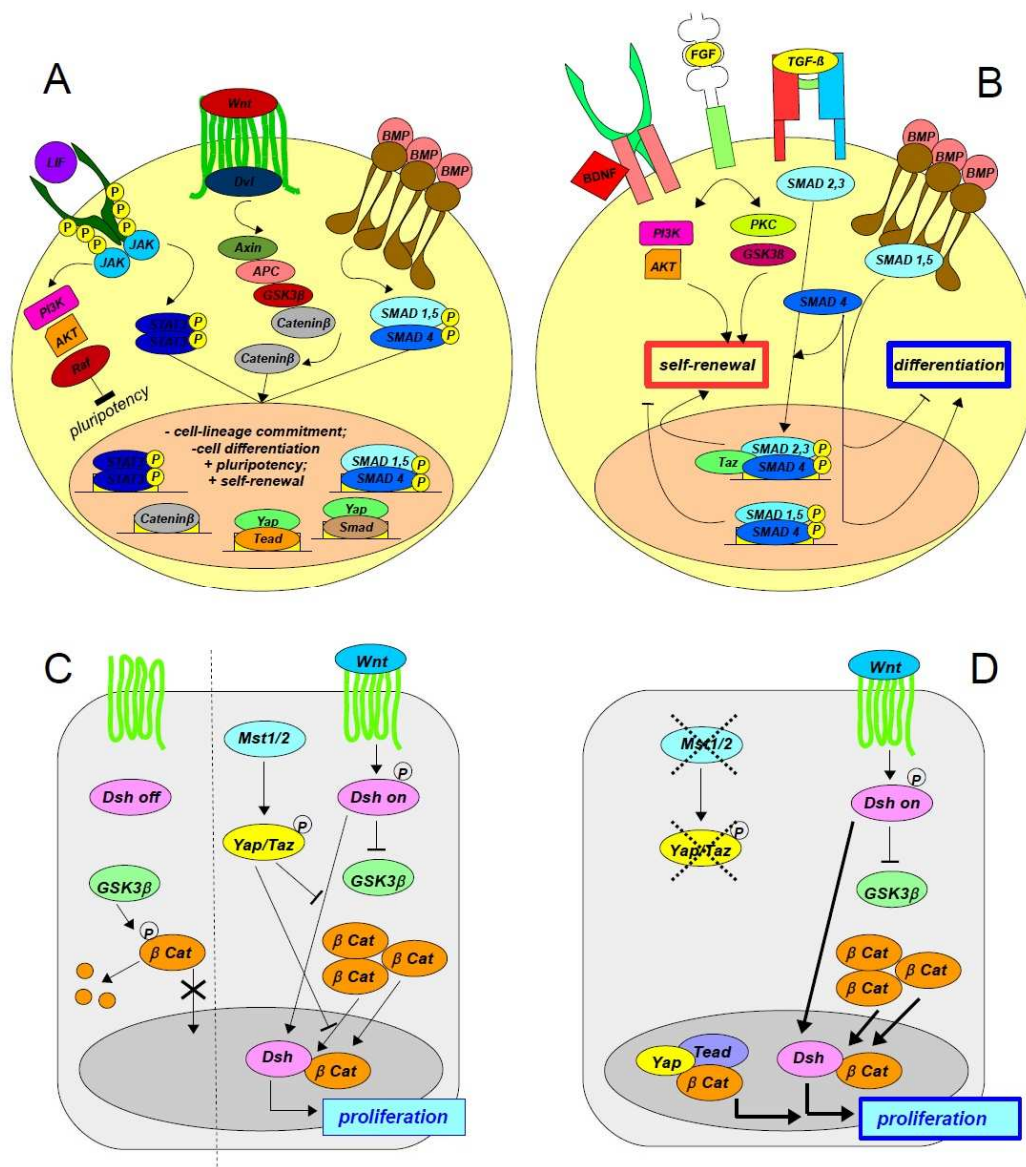 A
Wnt
LIF
Dvl
BMP
BMP
BMP
P
P
P
P
P
P
JAK
JAK
Axin
APC
GSK3β
Cateninβ
PI3K
AKT
Raf
pluripotency
P
P
SMAD 1,5
P
SMAD 4
P
Cateninβ
- cell-lineage commitment;
-cell differentiation
+ pluripotency;
+ self-renewal
P
P
SMAD 1,5
P
SMAD 4
P
Cateninβ
Yap
Tead
Yap
Smad
B
FGF
TGF-ß
BDNF
BMP
BMP
BMP
SMAD 2,3
PI3K
AKT
PKC
GSK3ß
SMAD 1,5
SMAD 4
self-renewal
differentiation
Taz
SMAD 2,3
P
SMAD 4
P
SMAD 1,5
P
SMAD 4
P
C
Wnt
Mst1/2
Dsh off
P
Dsh on
P
Yap/Taz
GSK3β
GSK3β
P
β Cat
β Cat
β Cat
β Cat
Dsh
β Cat
proliferation
D
Wnt
Mst1/2
P
Dsh on
P
Yap/Taz
GSK3β
β Cat
β Cat
β Cat
Yap
Tead
β Cat
Dsh
β Cat
proliferation